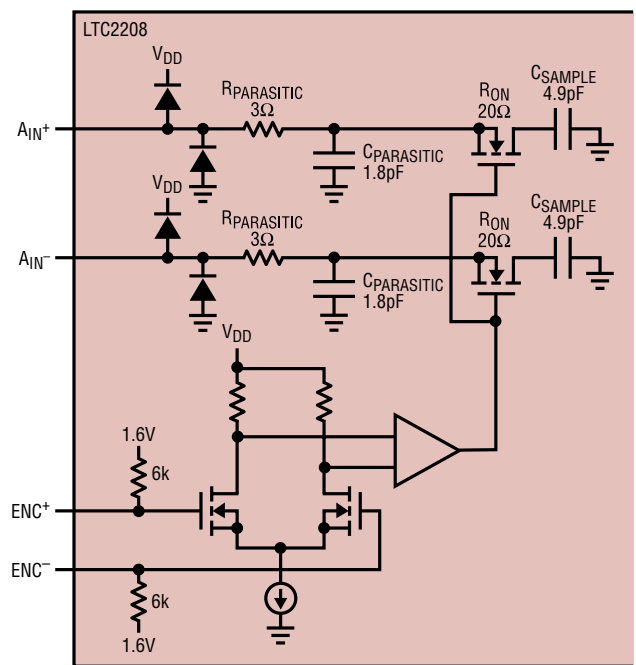 LTC2208
VDD
AIN+
RPARASITIC
3Ω
CPARASITIC
1.8pF
RON
20Ω
CSAMPLE
4.9pF
VDD
AIN−
RPARASITIC
3Ω
CPARASITIC
1.8pF
RON
20Ω
CSAMPLE
4.9pF
VDD
1.6V
6k
ENC+
ENC−
6k
1.6V